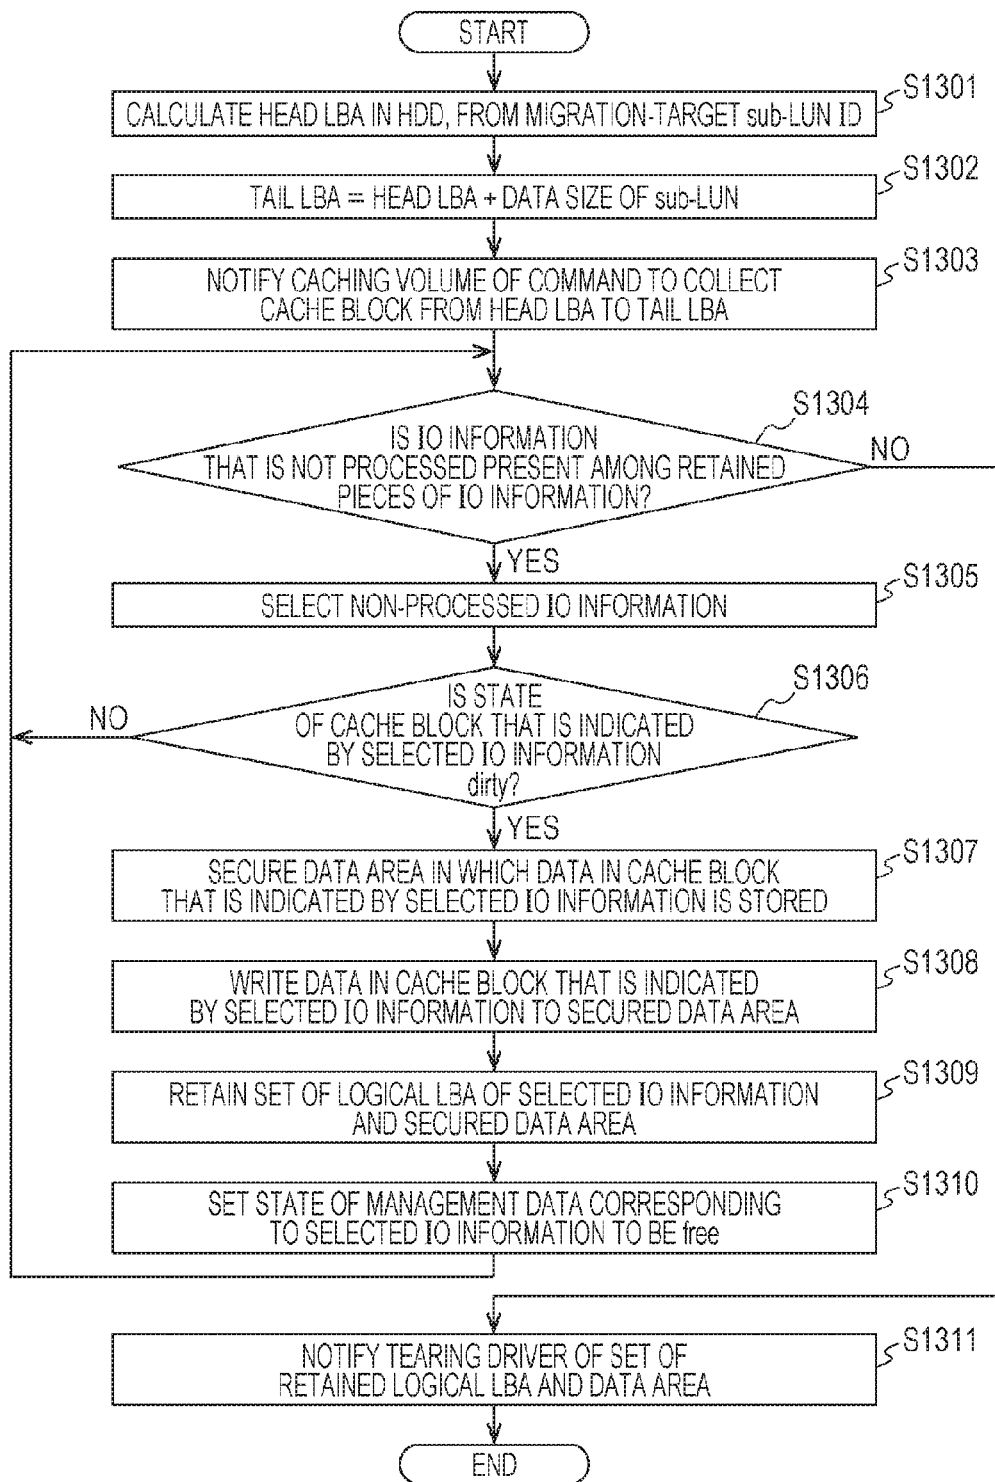 START
S1301
CALCULATE HEAD LBA IN HDD, FROM MIGRATION-TARGET sub-LUN ID
S1302
TAIL LBA = HEAD LBA + DATA SIZE OF sub-LUN
S1303
NOTIFY CACHING VOLUME OF COMMAND TO COLLECT
CACHE BLOCK FROM HEAD LBA TO TAIL LBA
S1304
IS IO INFORMATION
THAT IS NOT PROCESSED PRESENT AMONG RETAINED
PIECES OF IO INFORMATION?
NO
YES
S1305
SELECT NON-PROCESSED IO INFORMATION
S1306
IS STATE
OF CACHE BLOCK THAT IS INDICATED
BY SELECTED IO INFORMATION
dirty?
NO
YES
S1307
SECURE DATA AREA IN WHICH DATA IN CACHE BLOCK
THAT IS INDICATED BY SELECTED IO INFORMATION IS STORED
S1308
WRITE DATA IN CACHE BLOCK THAT IS INDICATED
BY SELECTED IO INFORMATION TO SECURED DATA AREA
S1309
RETAIN SET OF LOGICAL LBA OF SELECTED IO INFORMATION
AND SECURED DATA AREA
S1310
SET STATE OF MANAGEMENT DATA CORRESPONDING
TO SELECTED IO INFORMATION TO BE free
S1311
NOTIFY TEARING DRIVER OF SET OF
RETAINED LOGICAL LBA AND DATA AREA
END